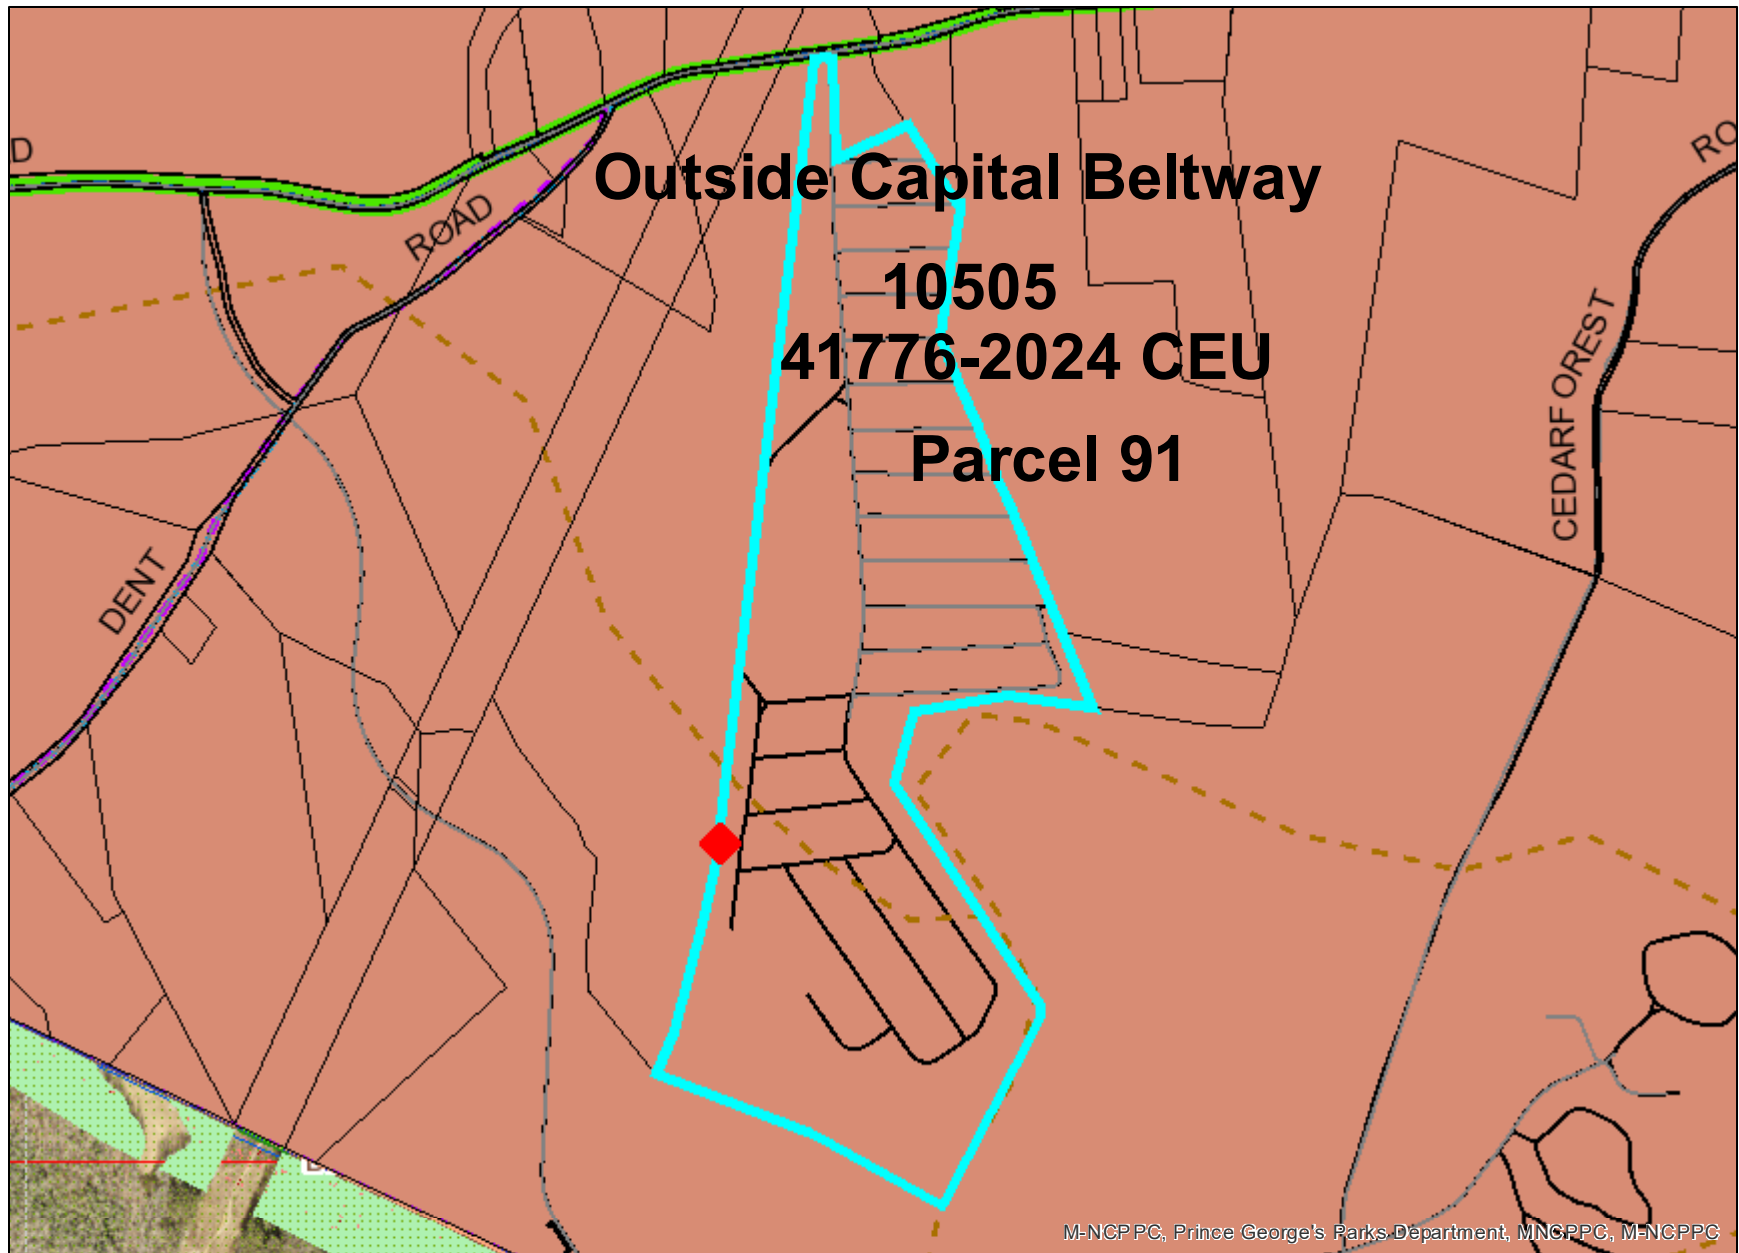 D
RO
Outside Capital Beltway
ROAD
10505
41776-2024 CEU
CEDARF OREST
Parcel 91
DENT
M-NCPPC, Prince George's Parks Department, MNCPPC, M-NCPPC